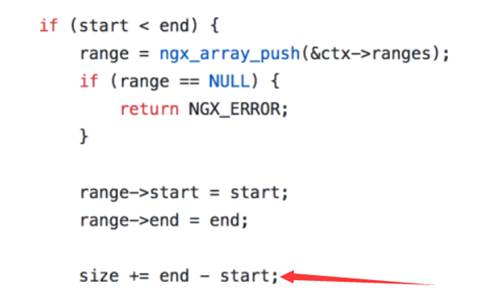 if (start < end) {
range = ngx_array_push(&ctx->ranges);
if (range == NULL) {
return NGX_ERROR;
}
range->start = start;
range->end = end;
size += end - start;